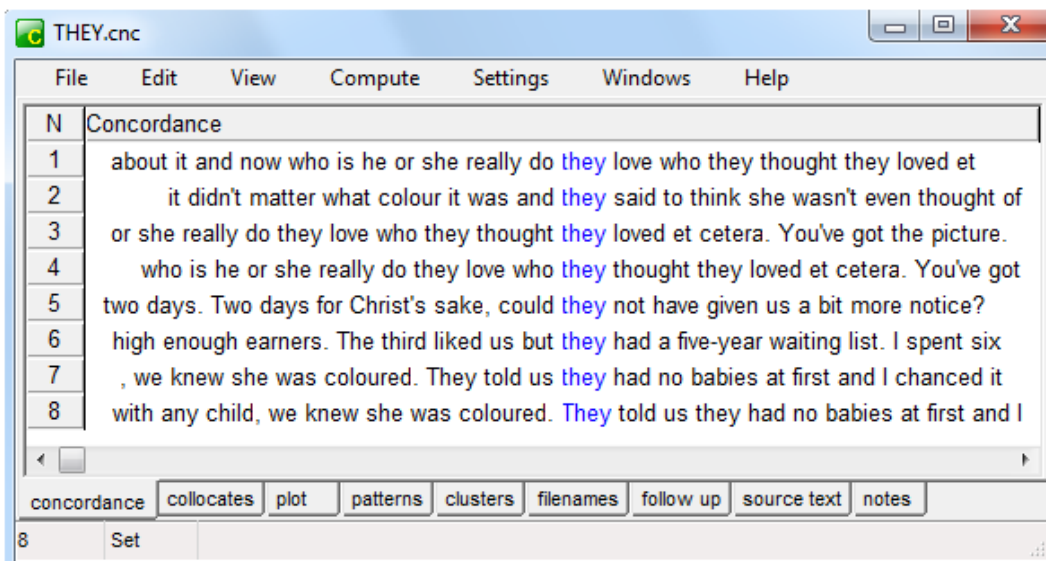 THEY.cnc
File Edit View Compute Settings Windows Help
N Concordance
1 about it and now who is he or she really do they love who they thought they loved et
2 it didn't matter what colour it was and they said to think she wasn't even thought of
3 or she really do they love who they thought they loved et cetera. You've got the picture.
4 who is he or she really do they love who they thought they loved et cetera. You've got
5 two days. Two days for Christ's sake, could they not have given us a bit more notice?
6 high enough earners. The third liked us but they had a five-year waiting list. I spent six
7 , we knew she was coloured. They told us they had no babies at first and I chanced it
8 with any child, we knew she was coloured. They told us they had no babies at first and I
concordance collocates plot patterns clusters filenames follow up source text notes
8 Set